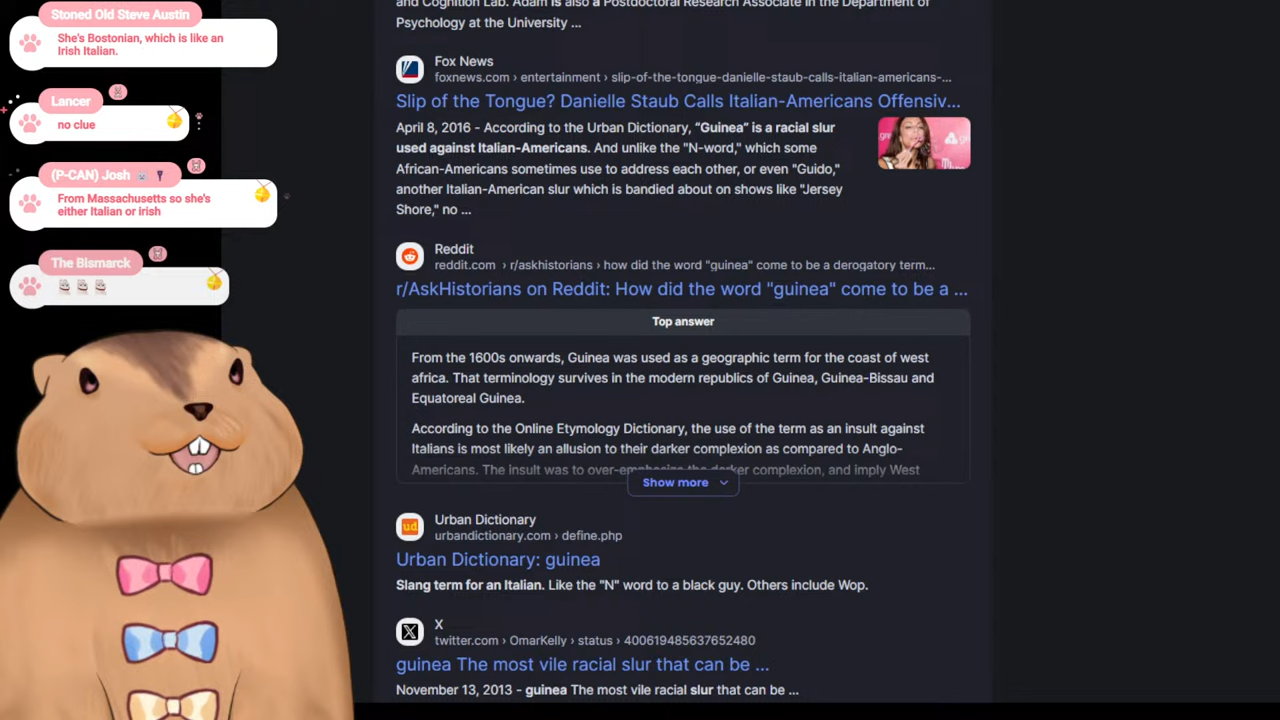 Stoned Old Steve Austin
She's Bostonian, which is like an
Irish Italian.
Lancer
no clue
(P-CAN) Josh
From Massachusetts so she's
either Italian or irish
The Bismarck
and Cognition Lab. Adam is also a Postdoctoral Research Associate in the Department of
Psychology at the University ...
Fox News
foxnews.com › entertainment › slip-of-the-tongue-danielle-staub-calls-italian-americans-...
Slip of the Tongue? Danielle Staub Calls Italian-Americans Offensiv...
April 8, 2016 - According to the Urban Dictionary, “Guinea” is a racial slur
used against Italian-Americans. And unlike the "N-word," which some
African-Americans sometimes use to address each other, or even "Guido,"
another Italian-American slur which is bandied about on shows like "Jersey
Shore," no ...
Reddit
reddit.com › r/askhistorians › how did the word "guinea" come to be a derogatory term...
r/AskHistorians on Reddit: How did the word "guinea" come to be a ...
Top answer
From the 1600s onwards, Guinea was used as a geographic term for the coast of west
africa. That terminology survives in the modern republics of Guinea, Guinea-Bissau and
Equatoreal Guinea.
According to the Online Etymology Dictionary, the use of the term as an insult against
Italians is most likely an allusion to their darker complexion as compared to Anglo-
Americans. The insult was to over-emphasize the darker complexion, and imply West
Show more
ud
Urban Dictionary
urbandictionary.com › define.php
Urban Dictionary: guinea
Slang term for an Italian. Like the "N" word to a black guy. Others include Wop.
X
twitter.com › OmarKelly › status › 400619485637652480
guinea The most vile racial slur that can be ...
November 13, 2013 - guinea The most vile racial slur that can be ...